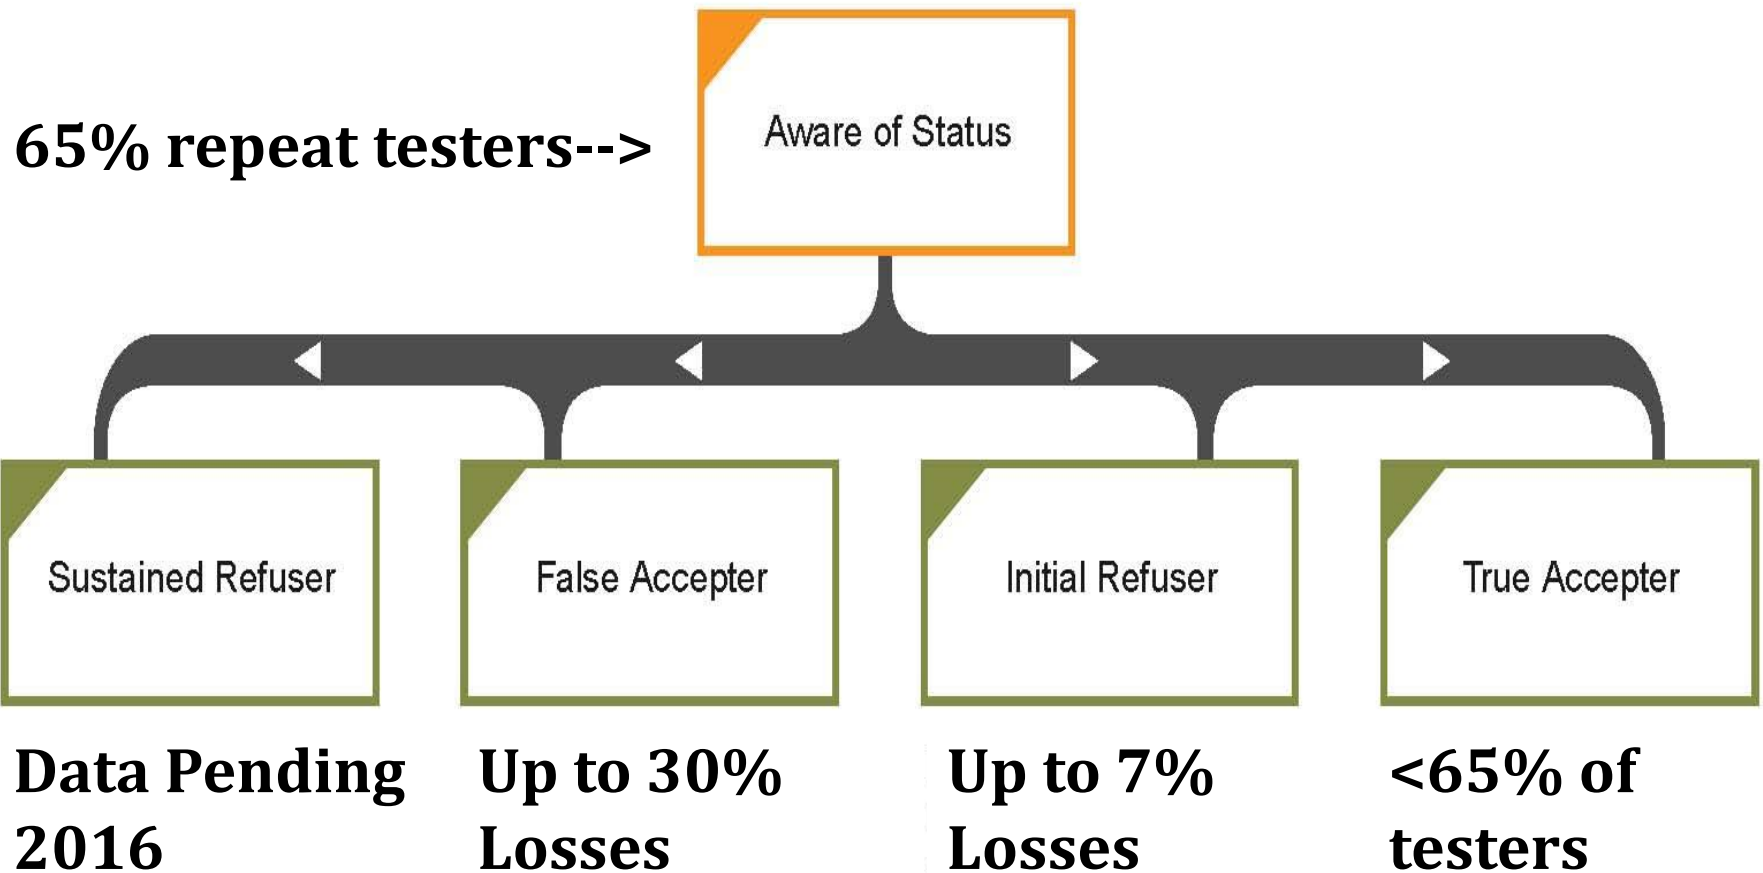 65% repeat testers-->
Aware of Status
Sustained Refuser
False Accepter
Initial Refuser
True Accepter
Data Pending
2016
Up to 30%
Losses
Up to 7%
Losses
<65% of
testers